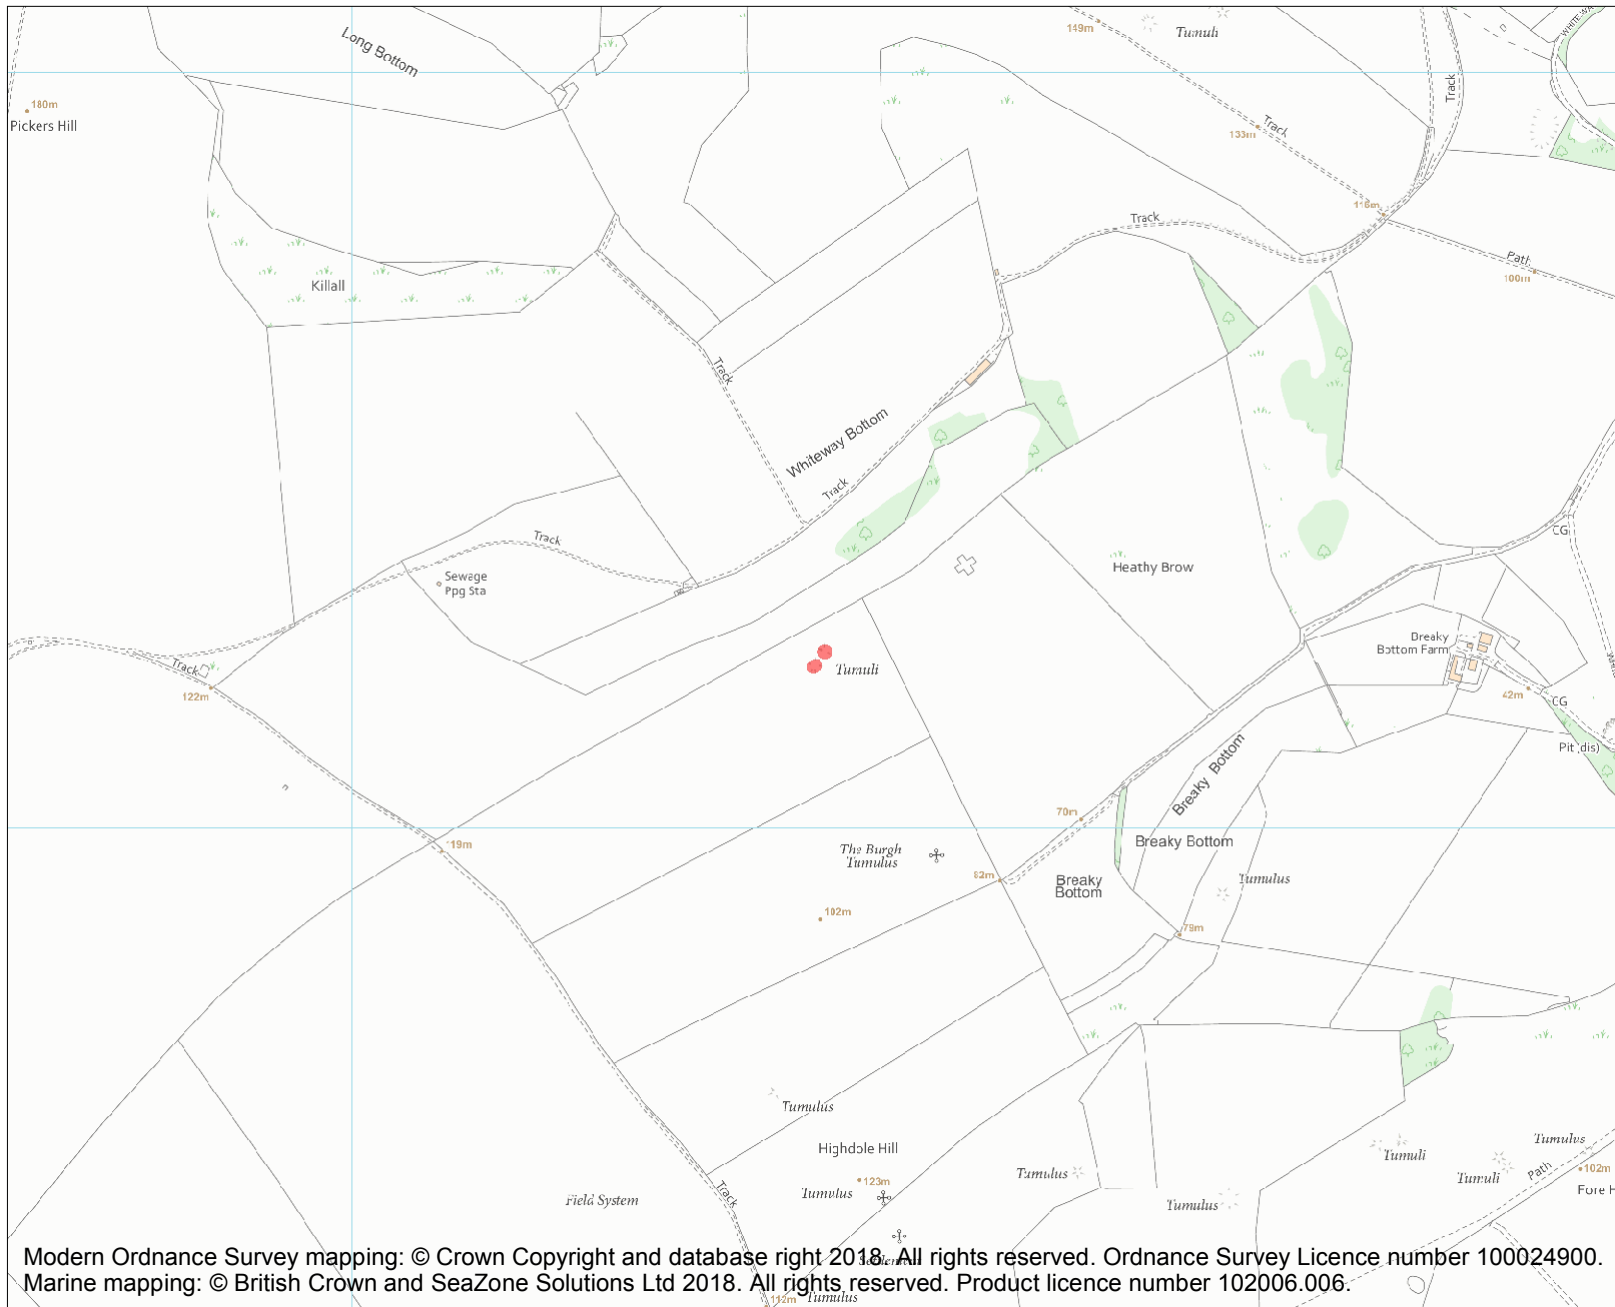 Long Bottom
149m
Tumuli
Track
180m
Pickers Hill
133m
Track
116m
Track
Path
100m
Killall
Track
Whiteway Bottom
Track
Track
CG
Sewage
Ppg Sta
Heathy Brow
Breaky
Bottom Farm
Track
Tumuli
122m
42m
CG
Pit (dis)
Breaky Bottom
70m
119m
The Burgh
Tumulus
Breaky Bottom
82m
Breaky
Bottom
Tumulus
102m
79m
Tumulus
Highdole Hill
Tumulus
Tumuli
Tumulus
Path
102m
Tumuli
Fore H
123m
Tumulus
Track
Field System
Tumulus
Modern Ordnance Survey mapping: © Crown Copyright and database right 2018. All rights reserved. Ordnance Survey Licence number 100024900.
Marine mapping: © British Crown and SeaZone Solutions Ltd 2018. All rights reserved. Product licence number 102006.006.
112m
Tumulus